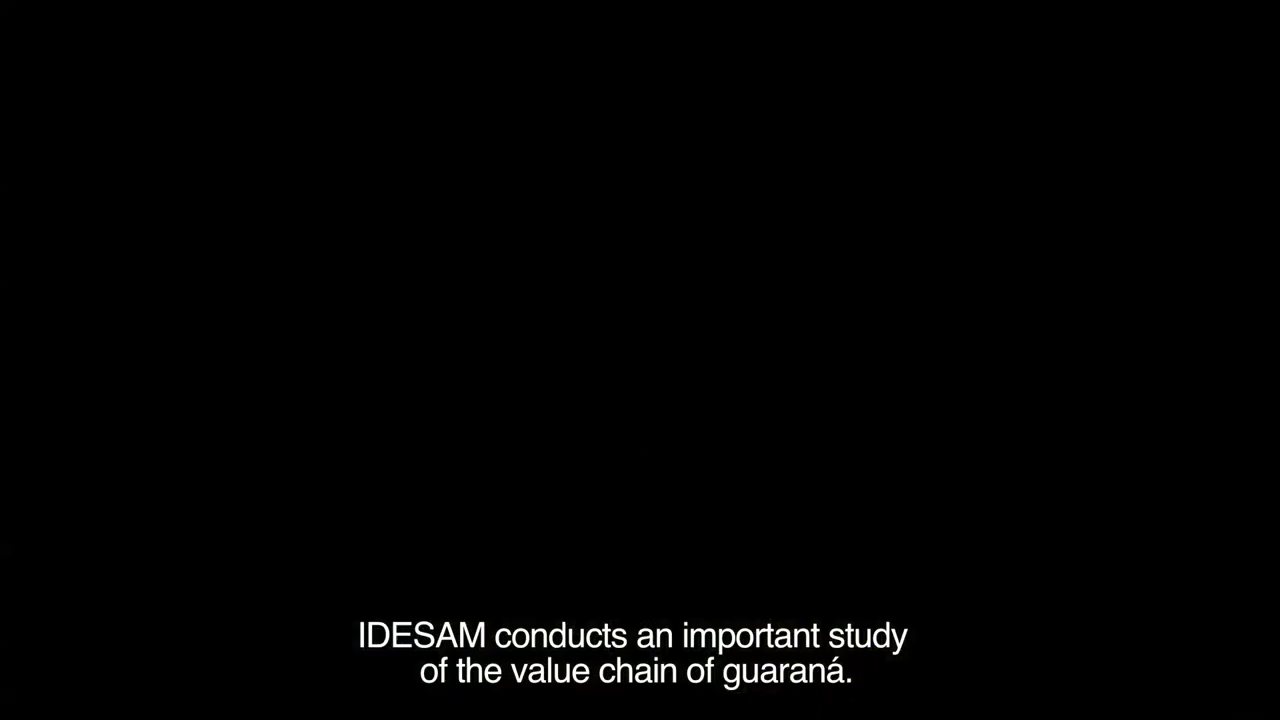 IDESAM conducts an important study
of the value chain of guaraná.